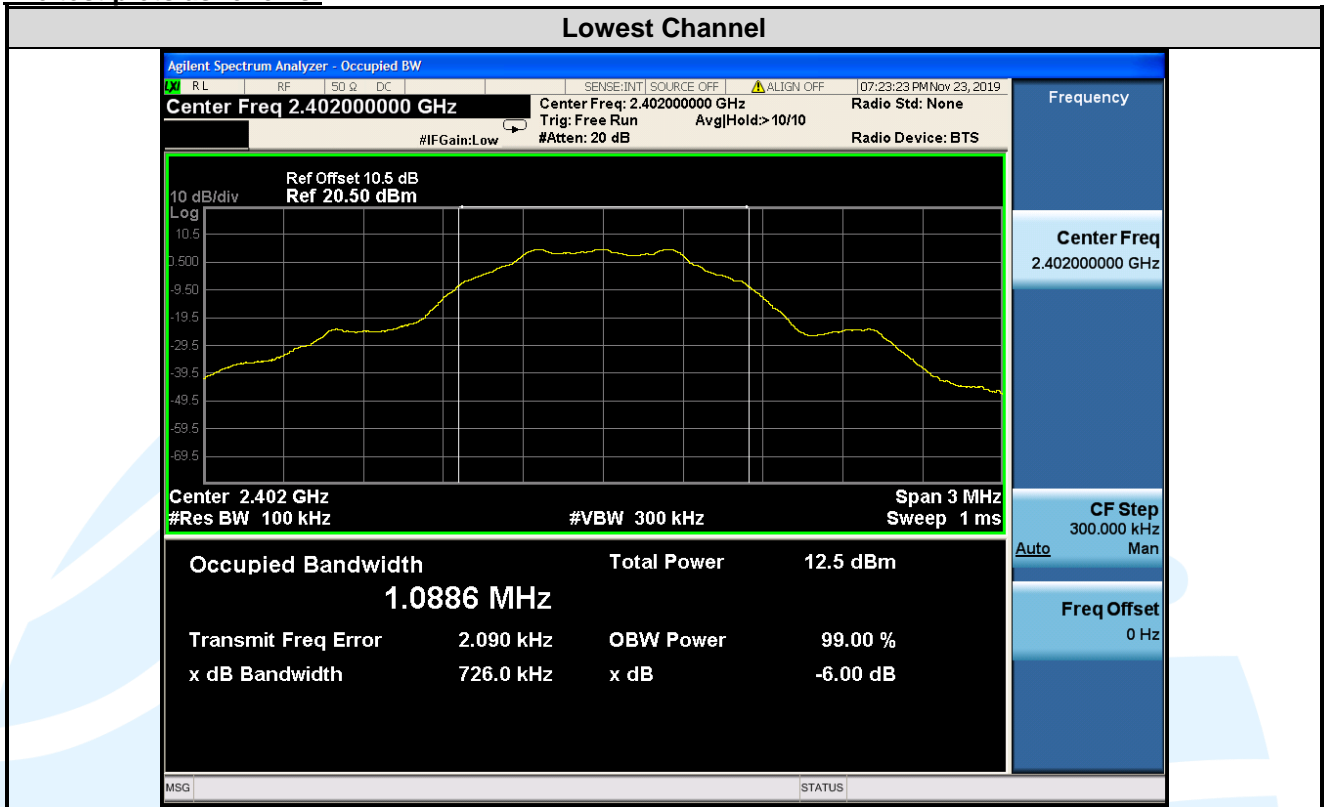 Lowest Channel
Agilent Spectrum Analyzer - Occupied BW
LXI RL RF 50 Ω DC SENSE:INT SOURCE OFF ALIGN OFF 07:23:23 PM Nov 23, 2019
Center Freq 2.402000000 GHz Center Freq: 2.402000000 GHz Radio Std: None
Trig: Free Run Avg|Hold:>10/10
#IFGain:Low #Atten: 20 dB Radio Device: BTS
Ref Offset 10.5 dB
10 dB/div Ref 20.50 dBm
Log
10.5
0.500
-9.50
-19.5
-29.5
-39.5
-49.5
-59.5
-69.5
Center 2.402 GHz Span 3 MHz
#Res BW 100 kHz #VBW 300 kHz Sweep 1 ms
Occupied Bandwidth Total Power 12.5 dBm
1.0886 MHz
Transmit Freq Error 2.090 kHz OBW Power 99.00 %
x dB Bandwidth 726.0 kHz x dB -6.00 dB
MSG STATUS
Frequency
Center Freq
2.402000000 GHz
CF Step
300.000 kHz
Auto Man
Freq Offset
0 Hz